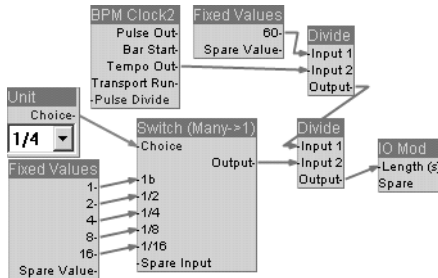 BPM Clock2
Pulse Out-
Bar Start-
Tempo Out-
Transport Run-
-Pulse Divide
Fixed Values
60-
Spare Value-
Divide
-Input 1
-Input 2
Output-
Unit
Choice-
1/4
Switch (Many->1)
-Choice
Output-
-1b
-1/2
-1/4
-1/8
-1/16
-Spare Input
Divide
-Input 1
-Input 2
Output-
IO Mod
-Length (s)
Spare
Fixed Values
1-
2-
4-
8-
16-
Spare Value-